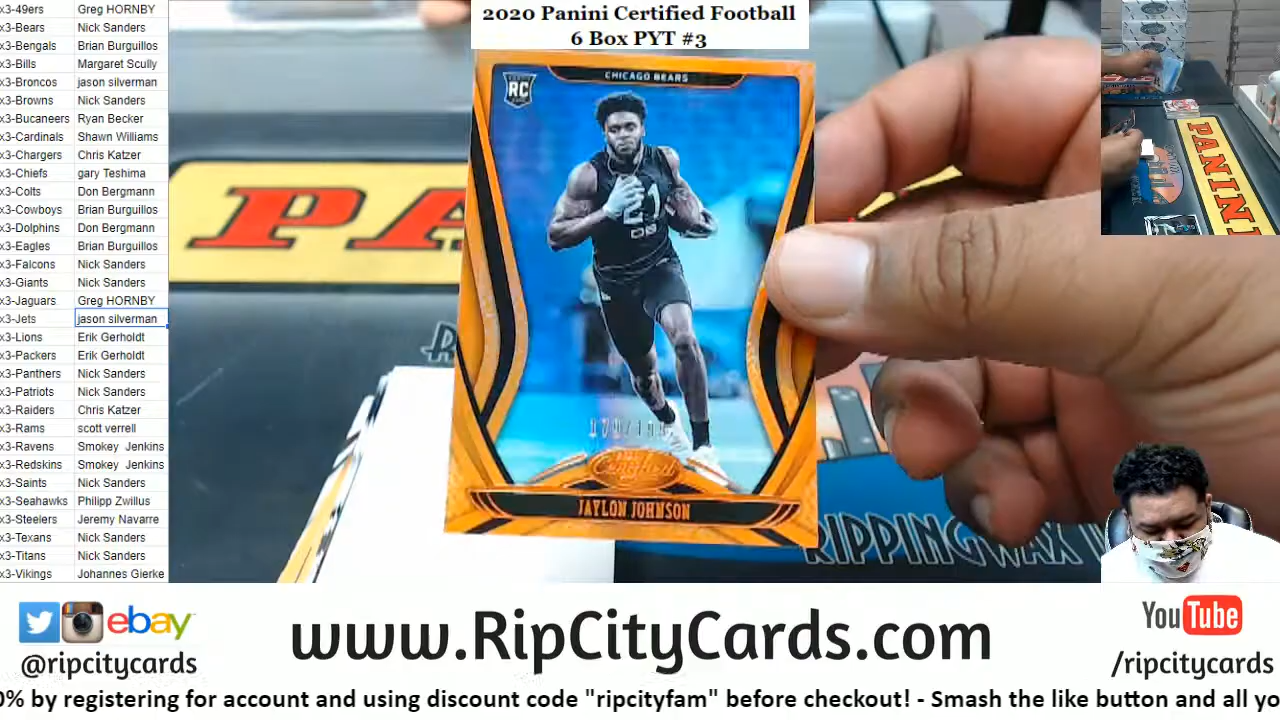 x3-49ers Greg HORNBY
x3-Bears Nick Sanders
x3-Bengals Brian Burguillos
x3-Bills Margaret Scully
x3-Broncos jason silverman
x3-Browns Nick Sanders
x3-Bucaneers Ryan Becker
x3-Cardinals Shawn Williams
x3-Chargers Chris Katzer
x3-Chiefs gary Teshima
x3-Colts Don Bergmann
x3-Cowboys Brian Burguillos
x3-Dolphins Don Bergmann
x3-Eagles Brian Burguillos
x3-Falcons Nick Sanders
x3-Giants Nick Sanders
x3-Jaguars Greg HORNBY
x3-Jets jason silverman
x3-Lions Erik Gerholdt
x3-Packers Erik Gerholdt
x3-Panthers Nick Sanders
x3-Patriots Nick Sanders
x3-Raiders Chris Katzer
x3-Rams scott verrell
x3-Ravens Smokey Jenkins
x3-Redskins Smokey Jenkins
x3-Saints Nick Sanders
x3-Seahawks Philipp Zwillus
x3-Steelers Jeremy Navarre
x3-Texans Nick Sanders
x3-Titans Nick Sanders
x3-Vikings Johannes Gierke
2020 Panini Certified Football
6 Box PYT #3
CHICAGO BEARS
RC
21
DB
Certified
JAYLON JOHNSON
PA
PANINI
RIPPINGWAX
ebay
@ripcitycards
www.RipCityCards.com
YouTube
/ripcitycards
0% by registering for account and using discount code "ripcityfam" before checkout! - Smash the like button and all yo